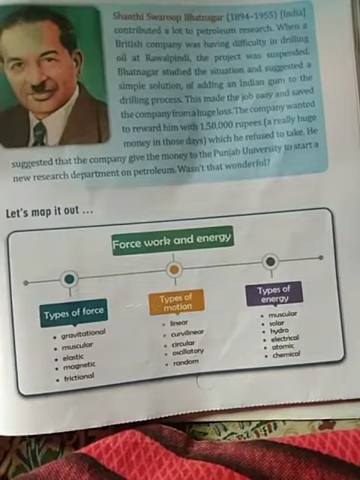 Shanthi Swaroop Bhatnagar (1894–1955) [India]
contributed a lot to petroleum research. When a
British company was having difficulty in drilling
oil at Rawalpindi, the project was suspended.
Bhatnagar studied the situation and suggested a
simple solution, of adding an Indian gum to the
drilling process. This made the job easy and saved
the company from a huge loss. The company wanted
to reward him with 1,50,000 rupees (a really huge
money in those days) which he refused to take. He
suggested that the company give the money to the Punjab University to start a
new research department on petroleum. Wasn't that wonderful?
Let's map it out ...
Force work and energy
Types of force
• gravitational
• muscular
• elastic
• magnetic
• frictional
Types of
motion
• linear
• curvilinear
• circular
• oscillatory
• random
Types of
energy
• muscular
• solar
• hydro
• electrical
• atomic
• chemical